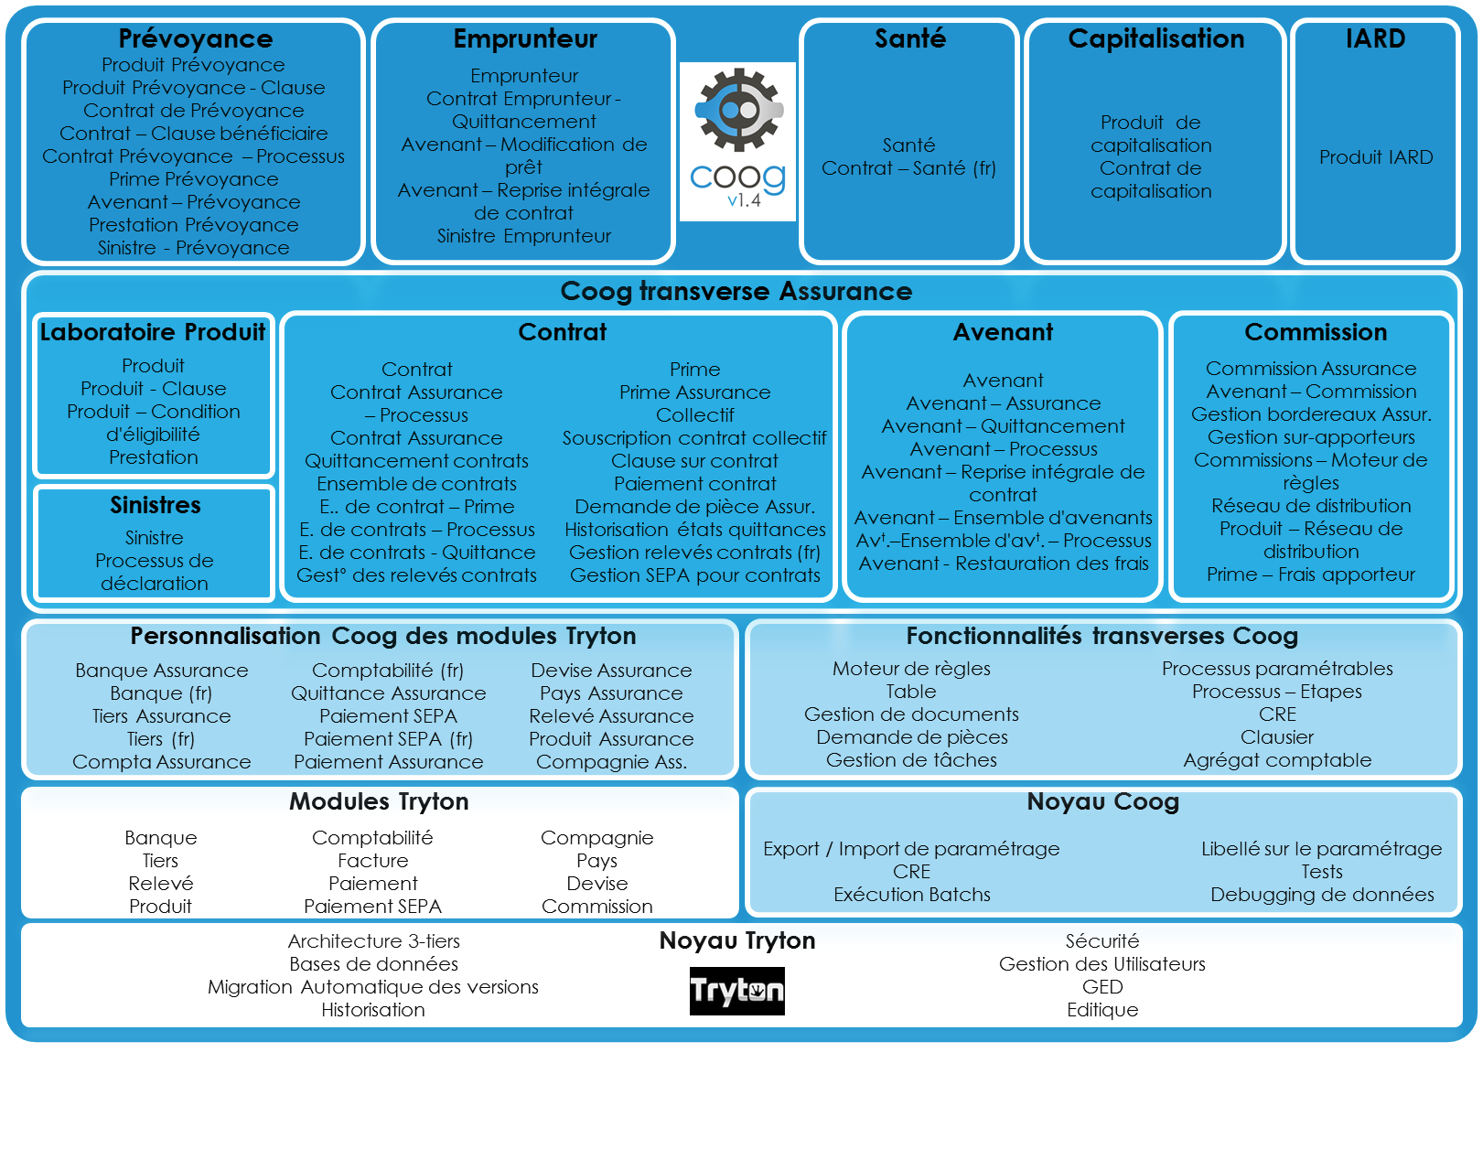 Prévoyance
Produit Prévoyance
Produit Prévoyance - Clause
Contrat de Prévoyance
Contrat – Clause bénéficiaire
Contrat Prévoyance – Processus
Prime Prévoyance
Avenant – Prévoyance
Prestation Prévoyance
Sinistre - Prévoyance
Emprunteur
Emprunteur
Contrat Emprunteur -
Quittancement
Avenant – Modification de
prêt
Avenant – Reprise intégrale
de contrat
Sinistre Emprunteur
coog
v1.4
Santé
Santé
Contrat – Santé (fr)
Capitalisation
Produit de
capitalisation
Contrat de
capitalisation
IARD
Produit IARD
Coog transverse Assurance
Laboratoire Produit
Produit
Produit - Clause
Produit – Condition
d'éligibilité
Prestation
Sinistres
Sinistre
Processus de
déclaration
Contrat
Contrat
Contrat Assurance
– Processus
Contrat Assurance
Quittancement contrats
Ensemble de contrats
E.. de contrat – Prime
E. de contrats – Processus
E. de contrats - Quittance
Gest° des relevés contrats
Prime
Prime Assurance
Collectif
Souscription contrat collectif
Clause sur contrat
Paiement contrat
Demande de pièce Assur.
Historisation états quittances
Gestion relevés contrats (fr)
Gestion SEPA pour contrats
Avenant
Avenant
Avenant – Assurance
Avenant – Quittancement
Avenant – Processus
Avenant – Reprise intégrale de
contrat
Avenant – Ensemble d'avenants
Avᵗ.–Ensemble d'avᵗ. – Processus
Avenant - Restauration des frais
Commission
Commission Assurance
Avenant – Commission
Gestion bordereaux Assur.
Gestion sur-apporteurs
Commissions – Moteur de
règles
Réseau de distribution
Produit – Réseau de
distribution
Prime – Frais apporteur
Personnalisation Coog des modules Tryton
Banque Assurance
Banque (fr)
Tiers Assurance
Tiers (fr)
Compta Assurance
Comptabilité (fr)
Quittance Assurance
Paiement SEPA
Paiement SEPA (fr)
Paiement Assurance
Devise Assurance
Pays Assurance
Relevé Assurance
Produit Assurance
Compagnie Ass.
Fonctionnalités transverses Coog
Moteur de règles
Table
Gestion de documents
Demande de pièces
Gestion de tâches
Processus paramétrables
Processus – Etapes
CRE
Clausier
Agrégat comptable
Modules Tryton
Banque
Tiers
Relevé
Produit
Comptabilité
Facture
Paiement
Paiement SEPA
Compagnie
Pays
Devise
Commission
Noyau Coog
Export / Import de paramétrage
CRE
Exécution Batchs
Libellé sur le paramétrage
Tests
Debugging de données
Architecture 3-tiers
Bases de données
Migration Automatique des versions
Historisation
Noyau Tryton
Tryton
Sécurité
Gestion des Utilisateurs
GED
Editique